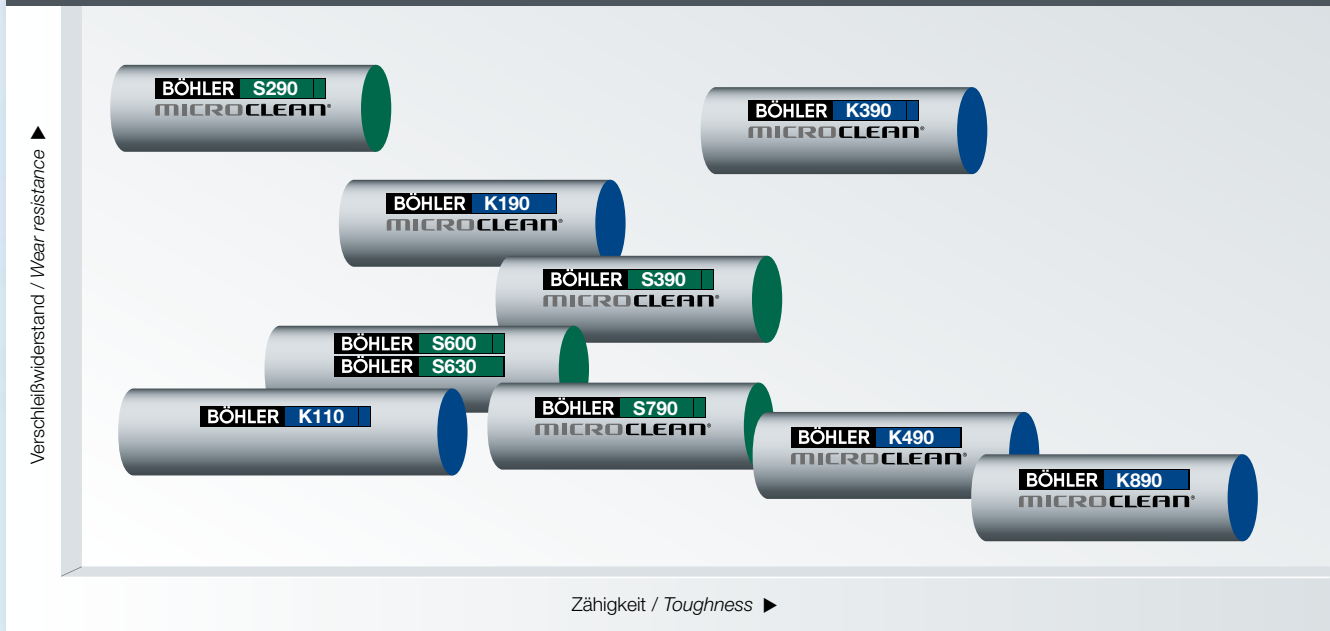 BÖHLER S290
MICROCLEAN®
BÖHLER K390
MICROCLEAN®
BÖHLER K190
MICROCLEAN®
BÖHLER S390
MICROCLEAN®
BÖHLER S600
BÖHLER S630
BÖHLER K110
BÖHLER S790
MICROCLEAN®
BÖHLER K490
MICROCLEAN®
BÖHLER K890
MICROCLEAN®
Verschleißwiderstand / Wear resistance ▶
Zähigkeit / Toughness ▶